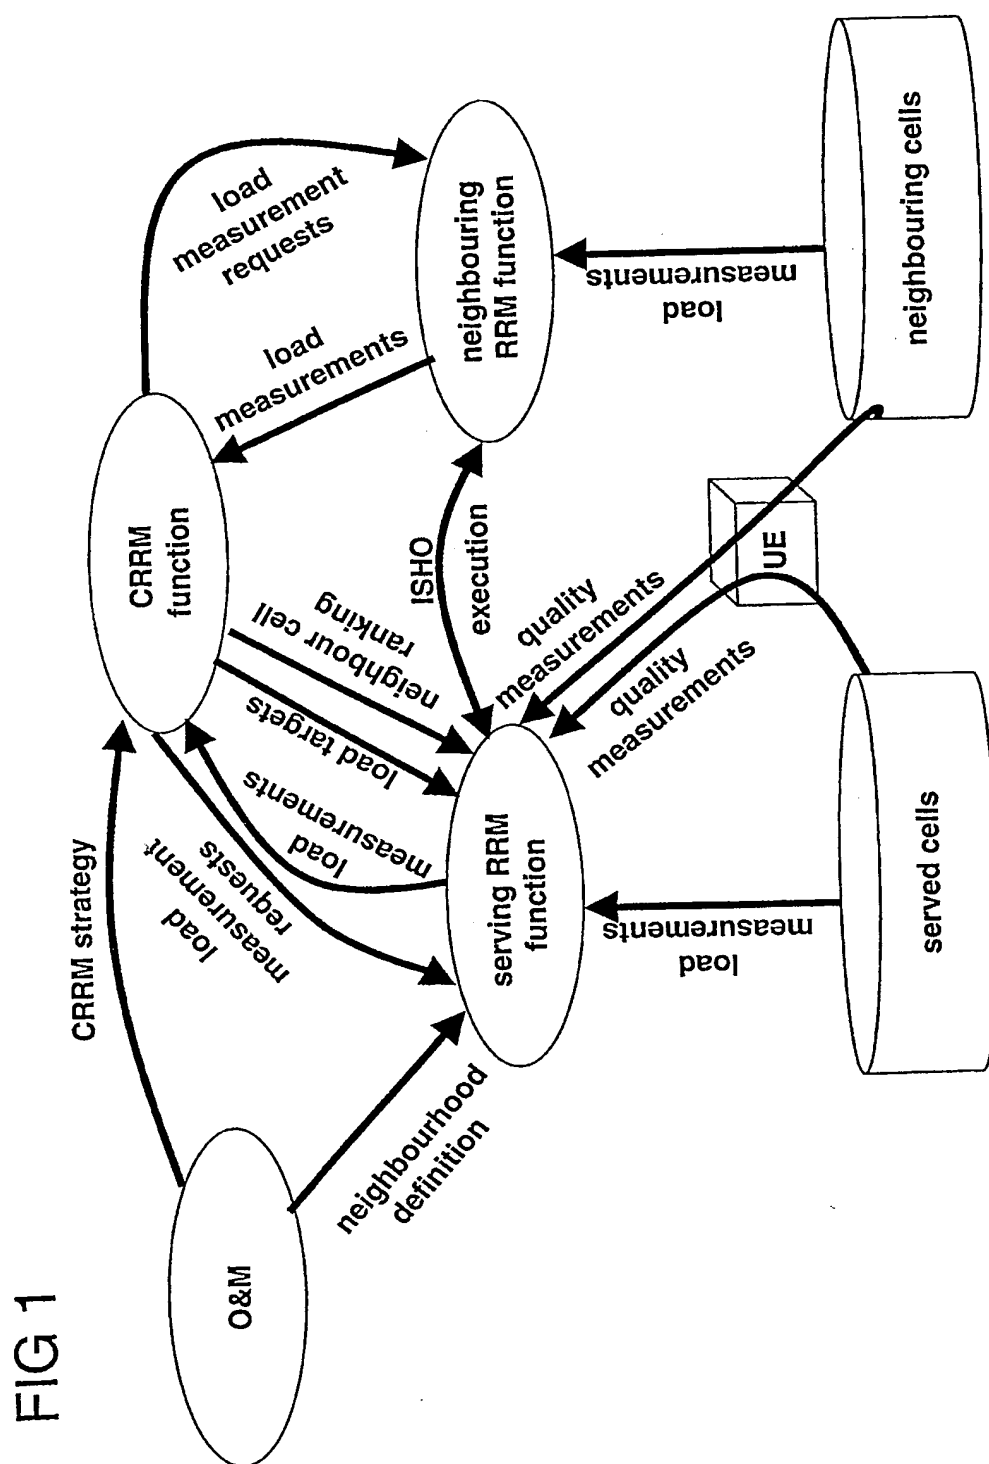 FIG 1
O&M
CRRM strategy
neighbourhood
definition
CRRM
function
load
measurement
requests
load
measurements
load targets
neighbour cell
ranking
load
measurement
requests
load
measurements
serving RRM
function
ISHO
execution
neighbouring
RRM function
load
measurements
quality
measurements
quality
measurements
load
measurements
UE
served cells
neighbouring cells